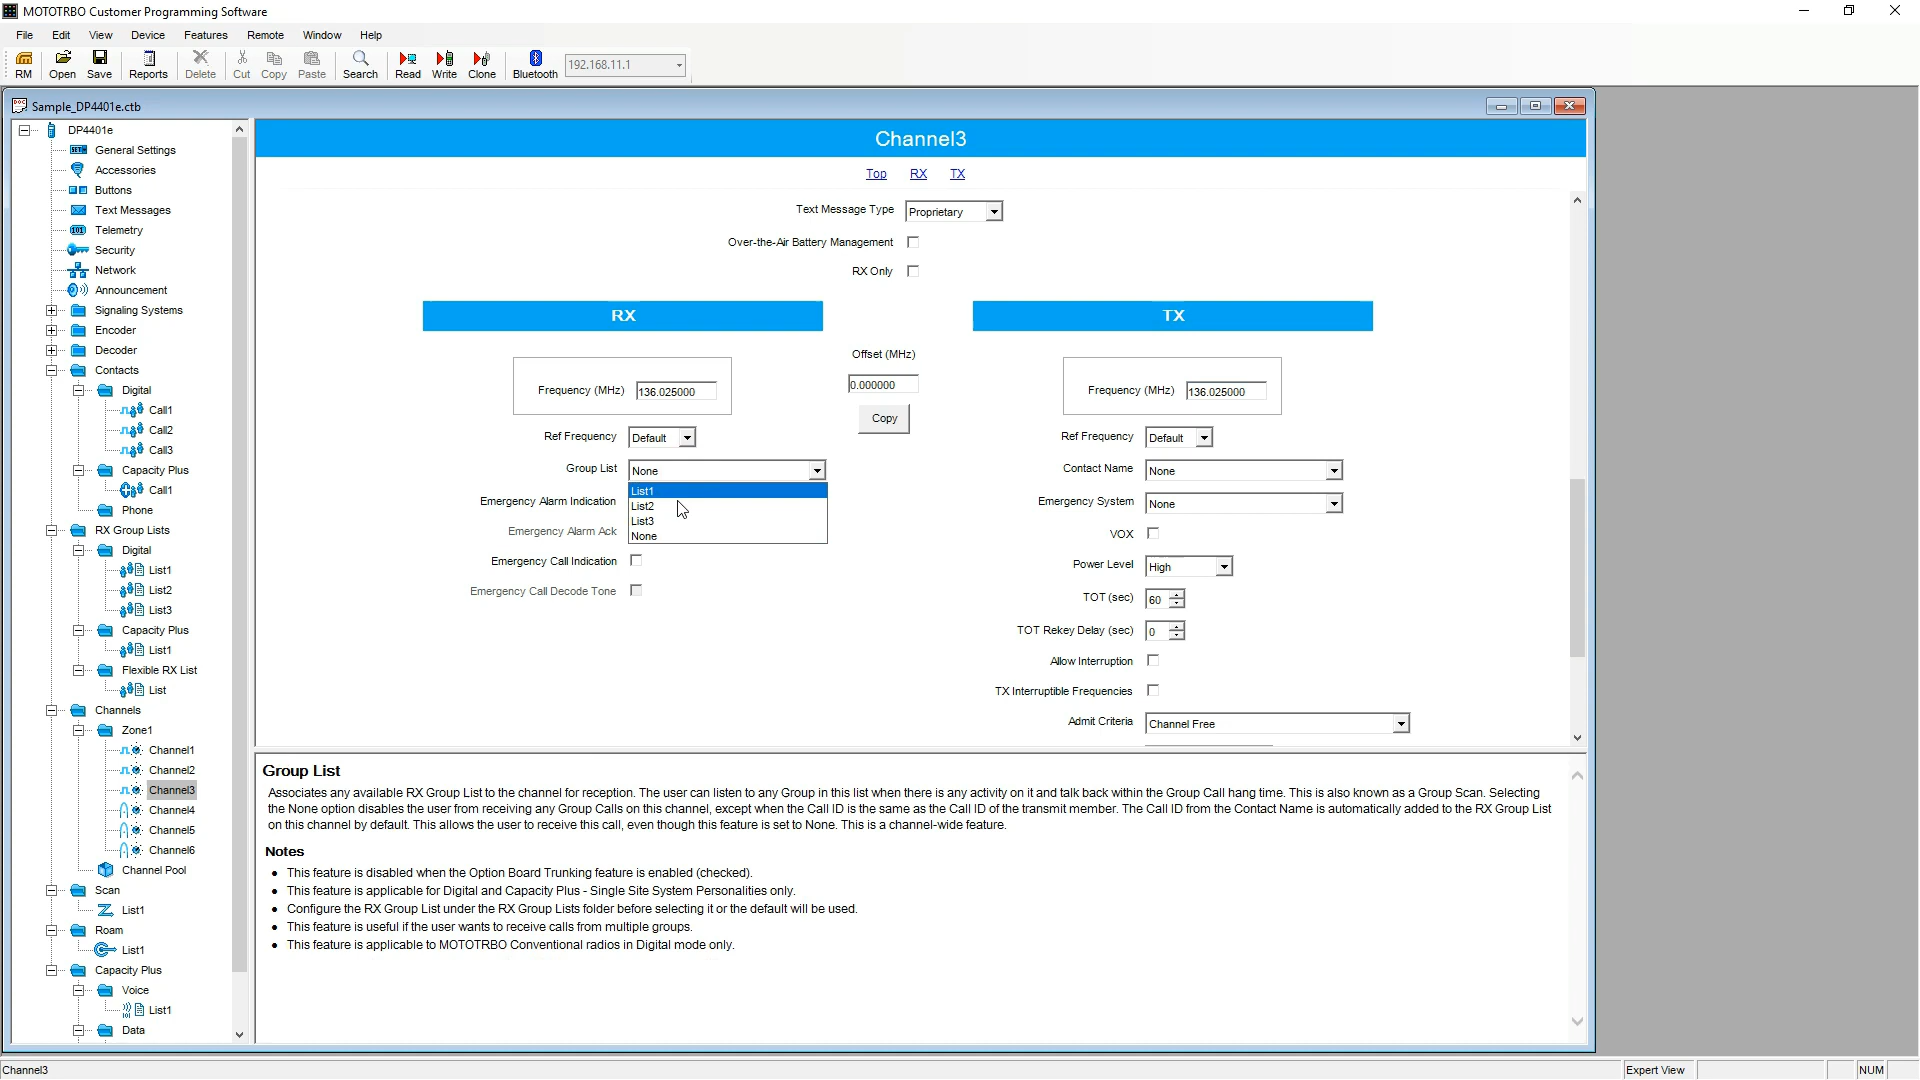 MOTOTRBO Customer Programming Software
File Edit View Device Features Remote Window Help
RM Open Save Reports Delete Cut Copy Paste Search Read Write Clone Bluetooth 192.168.11.1
Sample_DP4401e.ctb
DP4401e
General Settings
Accessories
Buttons
Text Messages
Telemetry
Security
Network
Announcement
Signaling Systems
Encoder
Decoder
Contacts
Digital
Call1
Call2
Call3
Capacity Plus
Call1
Phone
RX Group Lists
Digital
List1
List2
List3
Capacity Plus
List1
Flexible RX List
List
Channels
Zone1
Channel1
Channel2
Channel3
Channel4
Channel5
Channel6
Channel Pool
Scan
List1
Roam
List1
Capacity Plus
Voice
List1
Data
Channel3
Top RX TX
Text Message Type Proprietary
Over-the-Air Battery Management
RX Only
RX
Frequency (MHz) 136.025000
Ref Frequency Default
Group List None
List1
List2
List3
None
Emergency Alarm Indication
Emergency Alarm Ack
Emergency Call Indication
Emergency Call Decode Tone
Offset (MHz)
0.000000
Copy
TX
Frequency (MHz) 136.025000
Ref Frequency Default
Contact Name None
Emergency System None
VOX
Power Level High
TOT (sec) 60
TOT Rekey Delay (sec) 0
Allow Interruption
TX Interruptible Frequencies
Admit Criteria Channel Free
Group List
Associates any available RX Group List to the channel for reception. The user can listen to any Group in this list when there is any activity on it and talk back within the Group Call hang time. This is also known as a Group Scan. Selecting
the None option disables the user from receiving any Group Calls on this channel, except when the Call ID is the same as the Call ID of the transmit member. The Call ID from the Contact Name is automatically added to the RX Group List
on this channel by default. This allows the user to receive this call, even though this feature is set to None. This is a channel-wide feature.
Notes
• This feature is disabled when the Option Board Trunking feature is enabled (checked).
• This feature is applicable for Digital and Capacity Plus - Single Site System Personalities only.
• Configure the RX Group List under the RX Group Lists folder before selecting it or the default will be used.
• This feature is useful if the user wants to receive calls from multiple groups.
• This feature is applicable to MOTOTRBO Conventional radios in Digital mode only.
Channel3 Expert View NUM